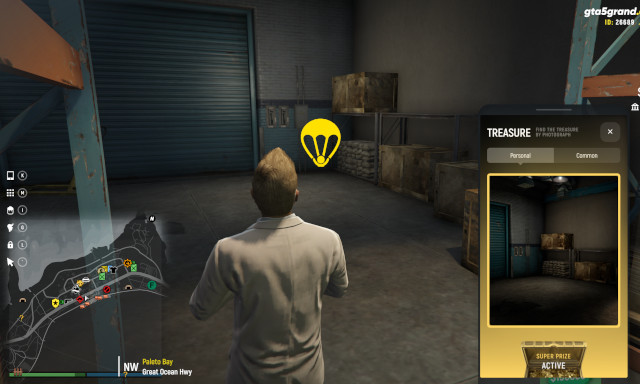 gta5grand.
ID: 26689
TREASURE
FIND THE TREASURE
BY PHOTOGRAPH
Personal
Common
K
I
L
NW
Paleto Bay
Great Ocean Hwy
SUPER PRIZE
ACTIVE